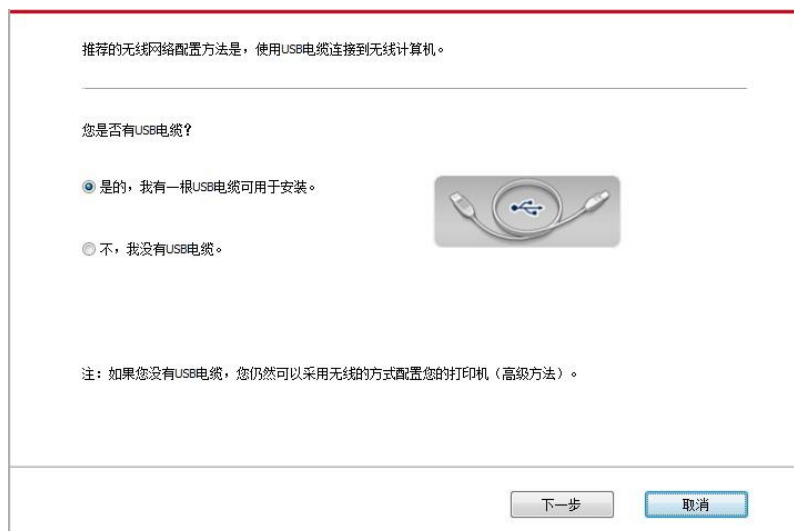 推荐的无线网络配置方法是，使用USB电缆连接到无线计算机。
您是否有USB电缆?
是的，我有一根USB电缆可用于安装。
不，我没有USB电缆。
注：如果您没有USB电缆，您仍然可以采用无线的方式配置您的打印机（高级方法）。
下一步
取消